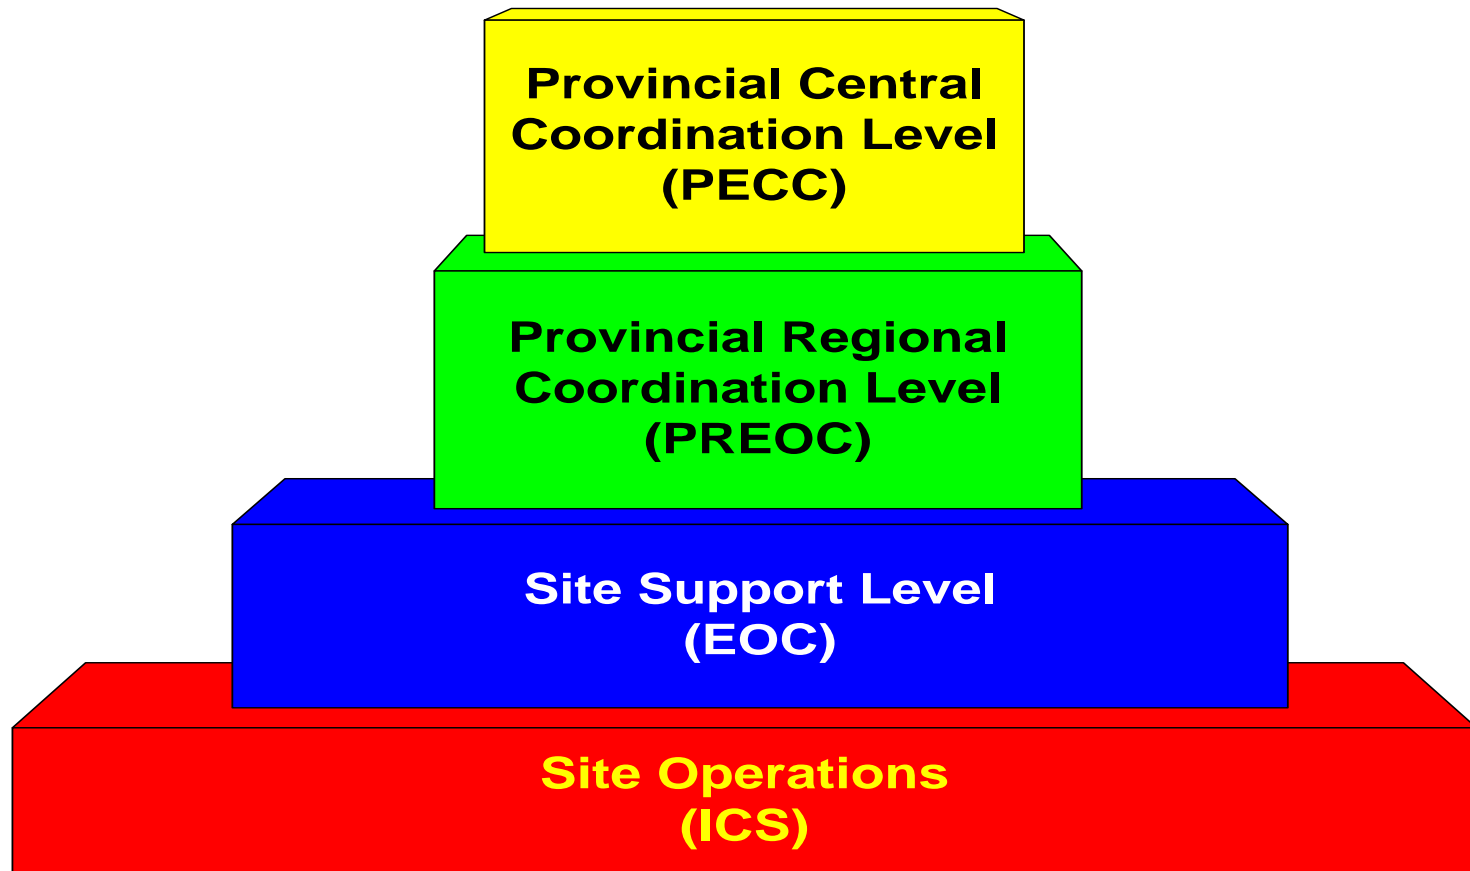 Provincial Central
Coordination Level
(PECC)
Provincial Regional
Coordination Level
(PREOC)
Site Support Level
(EOC)
Site Operations
(ICS)